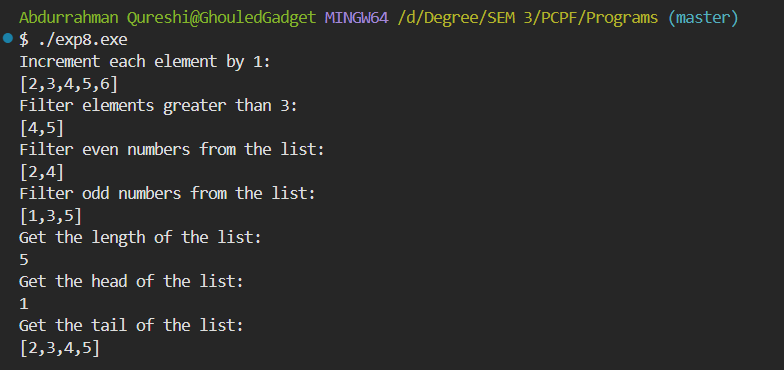 Abdurrahman Qureshi@GhouledGadget MINGW64 /d/Degree/SEM 3/PCPF/Programs (master)
$ ./exp8.exe
Increment each element by 1:
[2,3,4,5,6]
Filter elements greater than 3:
[4,5]
Filter even numbers from the list:
[2,4]
Filter odd numbers from the list:
[1,3,5]
Get the length of the list:
5
Get the head of the list:
1
Get the tail of the list:
[2,3,4,5]